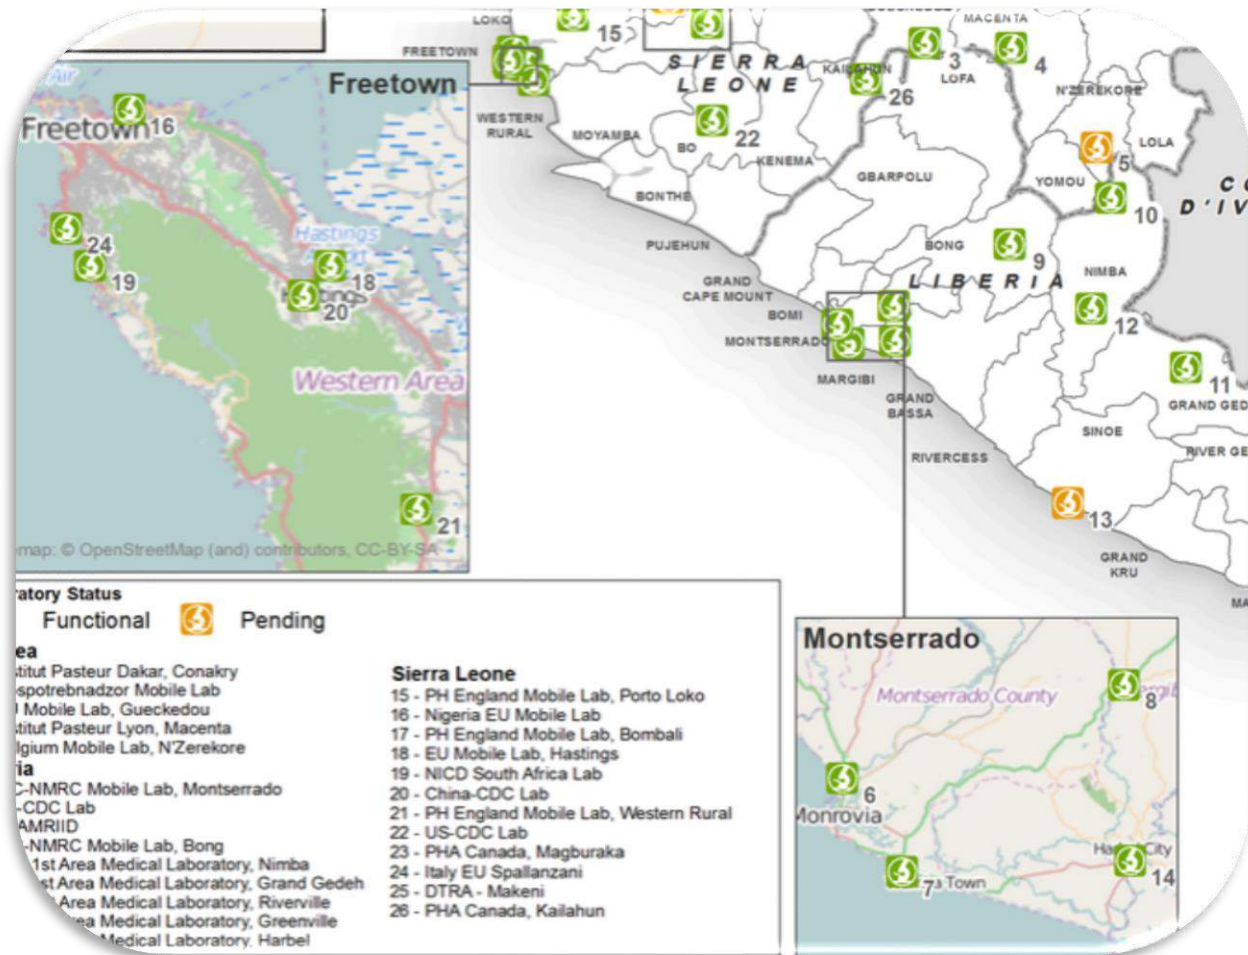 LOKO
15
MACENTA
FREETOWN
SIERRA LEONE
KAILAHUN
3
LOFA
4
26
N'ZEREKORE
Freetown
WESTERN RURAL
MOYAMBA
BO
22
KENEMA
GBARPOLU
5
LOLA
YOMOU
10
D'IV
BONTHE
PUJEHUN
BONG
9
LIBERIA
NIMBA
GRAND CAPE MOUNT
BOMI
12
MONTSERRADO
MARGIBI
GRAND BASSA
11
GRAND GED
SINOE
RIVER GE
RIVERCESS
13
GRAND KRU
MA
Air
Freetown
16
24
19
Hastings
18
20
Western Area
21
emap: © OpenStreetMap (and) contributors, CC-BY-SA
ratory Status
Functional
Pending
ea
stitut Pasteur Dakar, Conakry
ospotrebnadzor Mobile Lab
Mobile Lab, Gueckedou
stitut Pasteur Lyon, Macenta
lgium Mobile Lab, N'Zerekore
ria
C-NMRC Mobile Lab, Montserrado
-CDC Lab
AMRIID
-NMRC Mobile Lab, Bong
1st Area Medical Laboratory, Nimba
st Area Medical Laboratory, Grand Gedeh
Area Medical Laboratory, Riverville
ea Medical Laboratory, Greenville
Medical Laboratory, Harbel
Sierra Leone
15 - PH England Mobile Lab, Porto Loko
16 - Nigeria EU Mobile Lab
17 - PH England Mobile Lab, Bombali
18 - EU Mobile Lab, Hastings
19 - NICD South Africa Lab
20 - China-CDC Lab
21 - PH England Mobile Lab, Western Rural
22 - US-CDC Lab
23 - PHA Canada, Magburaka
24 - Italy EU Spallanzani
25 - DTRA - Makeni
26 - PHA Canada, Kailahun
Montserrado
Montserrado County
8
6
Monrovia
7
Town
City
14